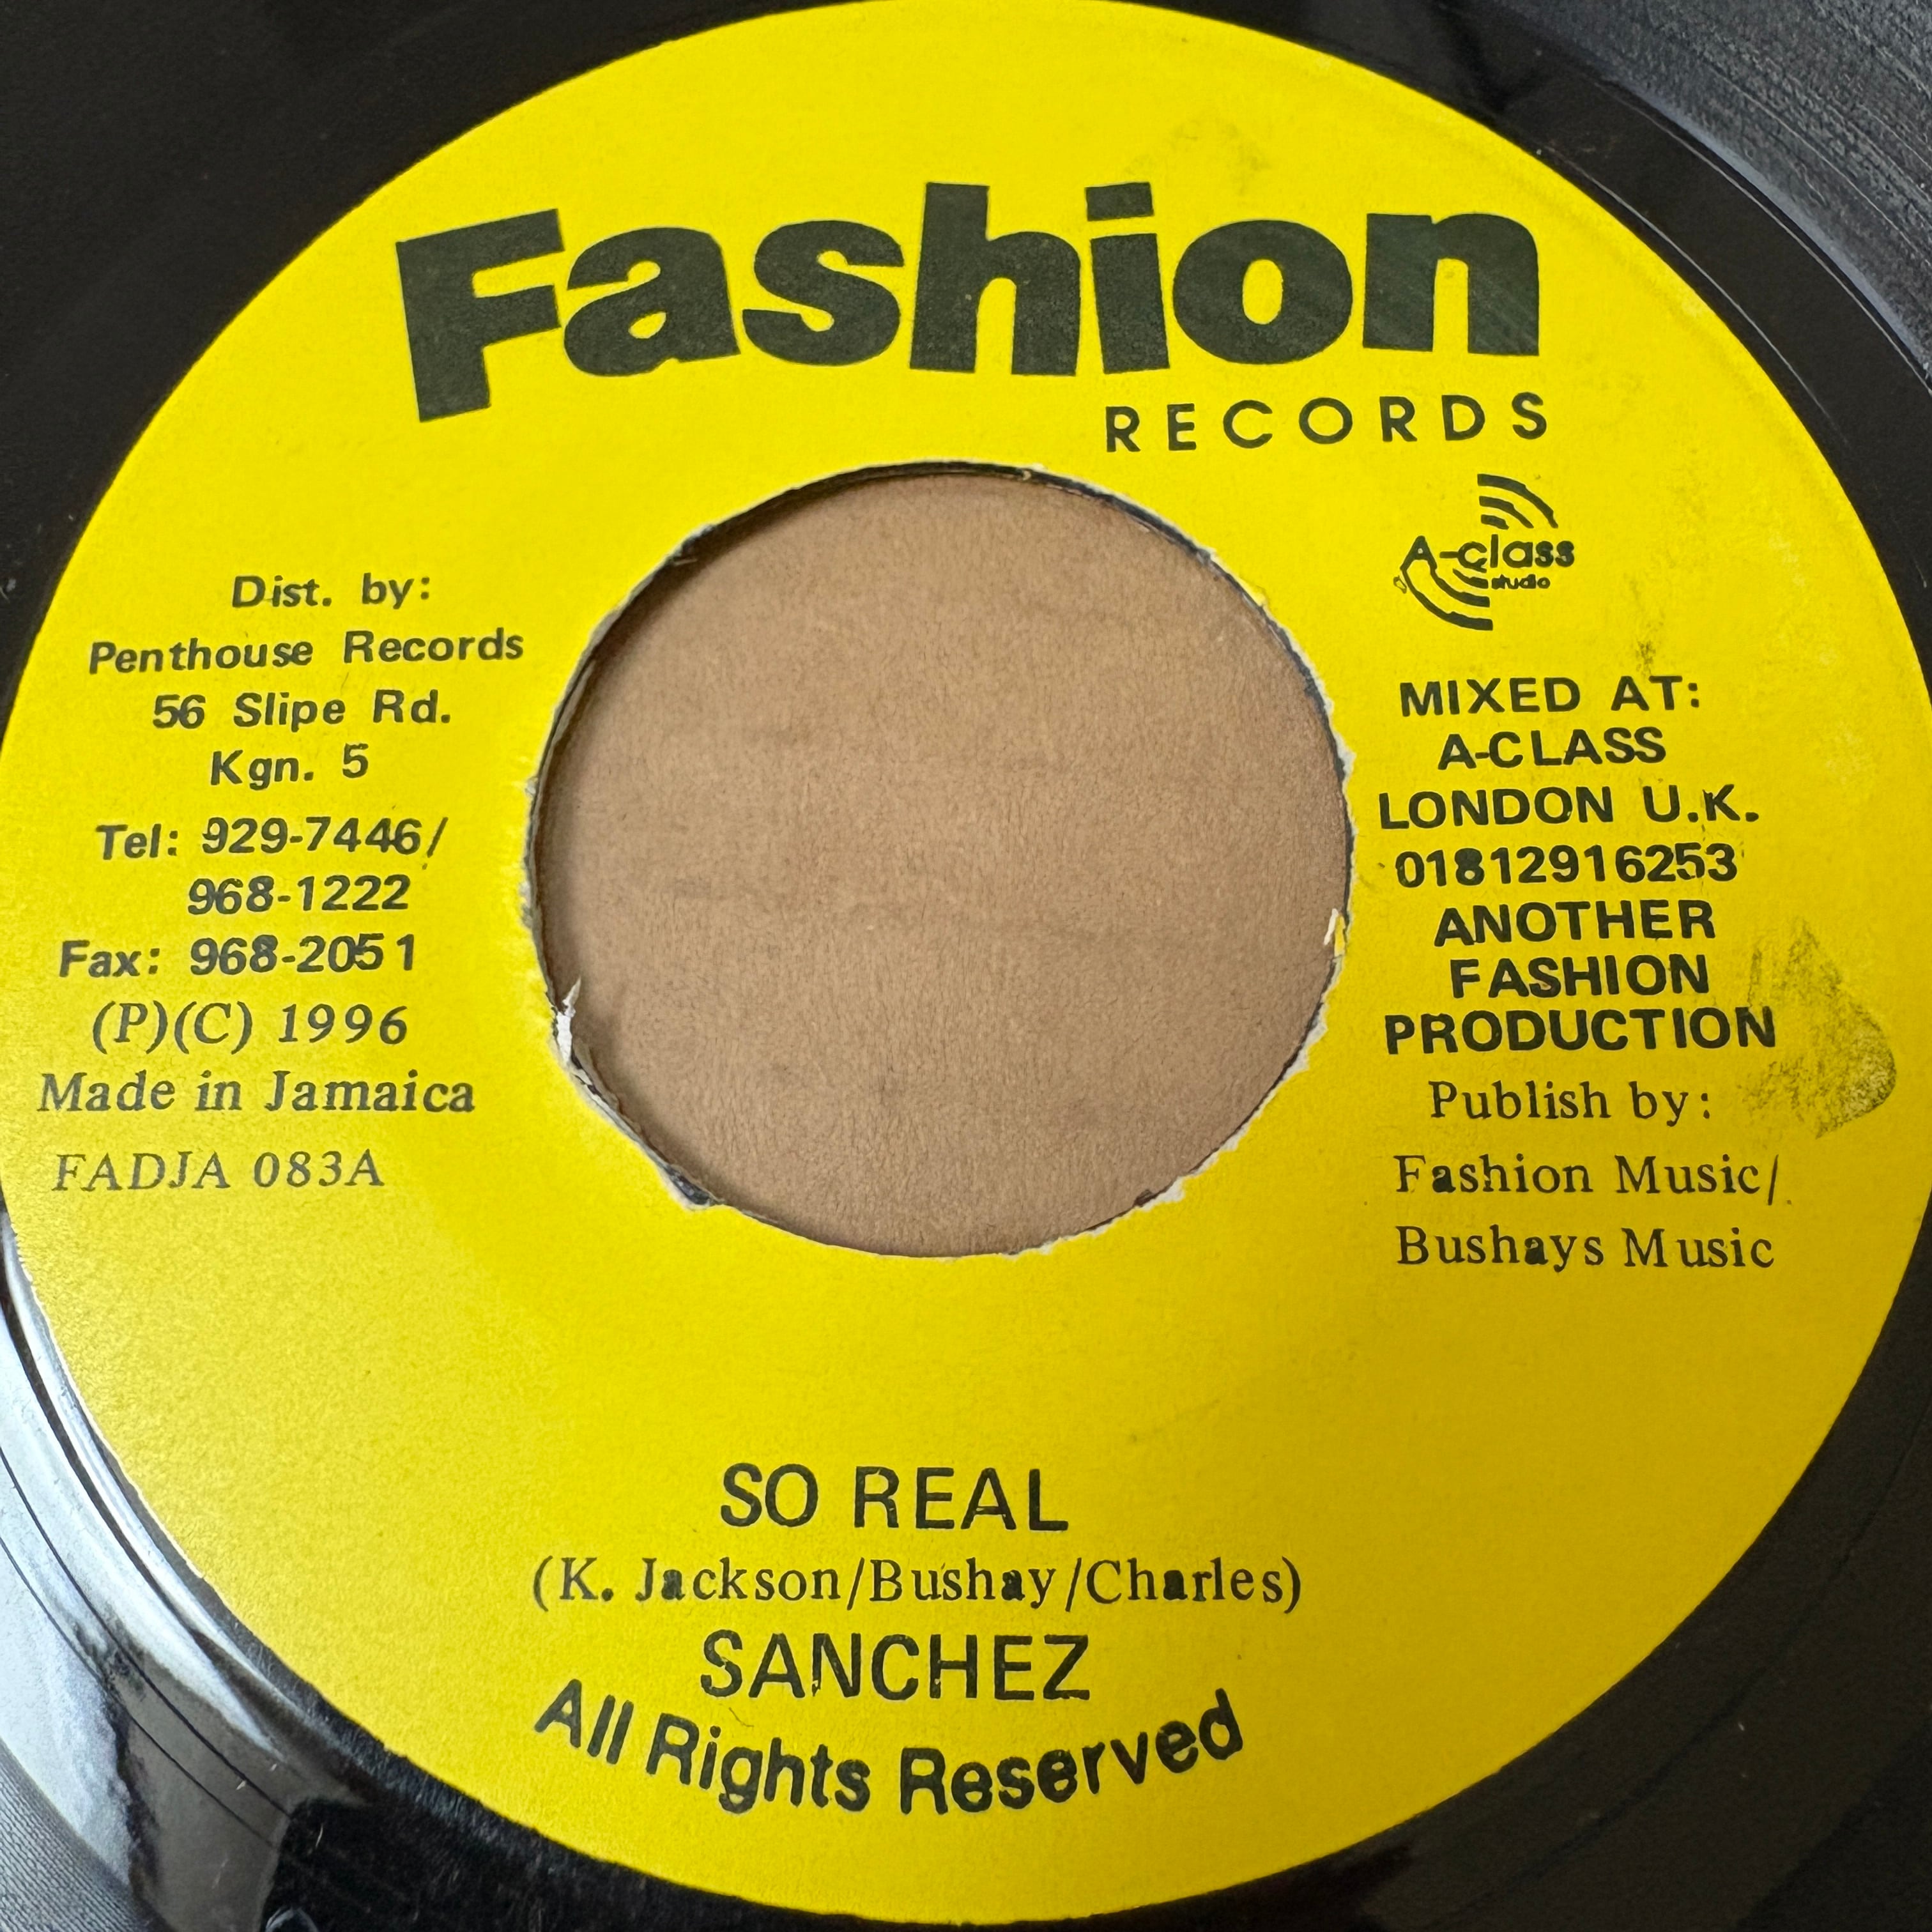 Fashion
RECORDS
A-class
studio
Dist. by:
Penthouse Records
56 Slipe Rd.
Kgn. 5
Tel: 929-7446/
968-1222
Fax: 968-2051
(P)(C) 1996
Made in Jamaica
FADJA 083A
MIXED AT:
A-CLASS
LONDON U.K.
01812916253
ANOTHER
FASHION
PRODUCTION
Publish by:
Fashion Music/
Bushays Music
SO REAL
(K. Jackson/Bushay/Charles)
SANCHEZ
All Rights Reserved